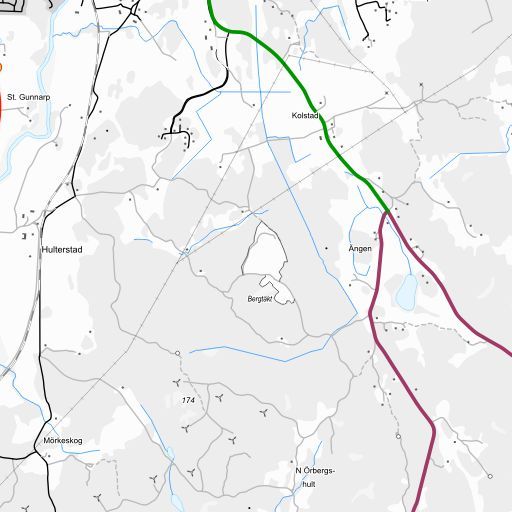 St. Gunnarp
Kolstad
Hulterstad
Ängen
Bergtäkt
174
Mörkeskog
N Örbergs-
hult